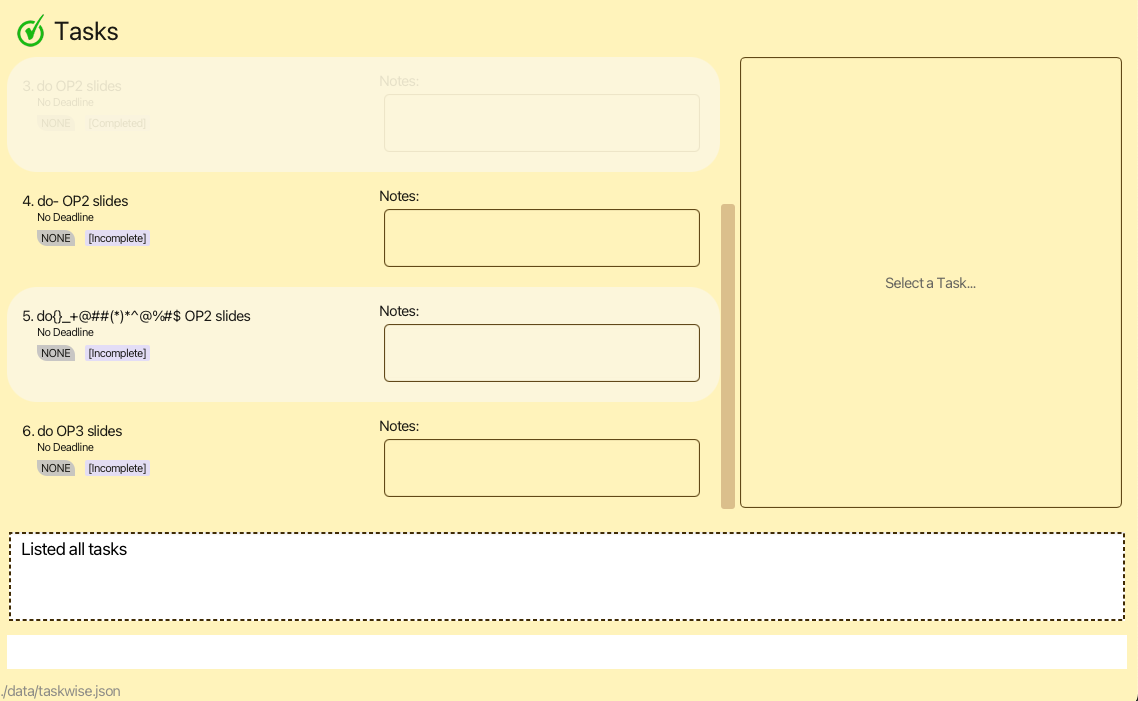 Tasks
3. do OP2 slides
No Deadline
NONE [Completed]
Notes:
4. do- OP2 slides
No Deadline
NONE [Incomplete]
Notes:
5. do{}_+@##(*)*^@%#$ OP2 slides
No Deadline
NONE [Incomplete]
Notes:
6. do OP3 slides
No Deadline
NONE [Incomplete]
Notes:
Select a Task...
Listed all tasks
./data/taskwise.json